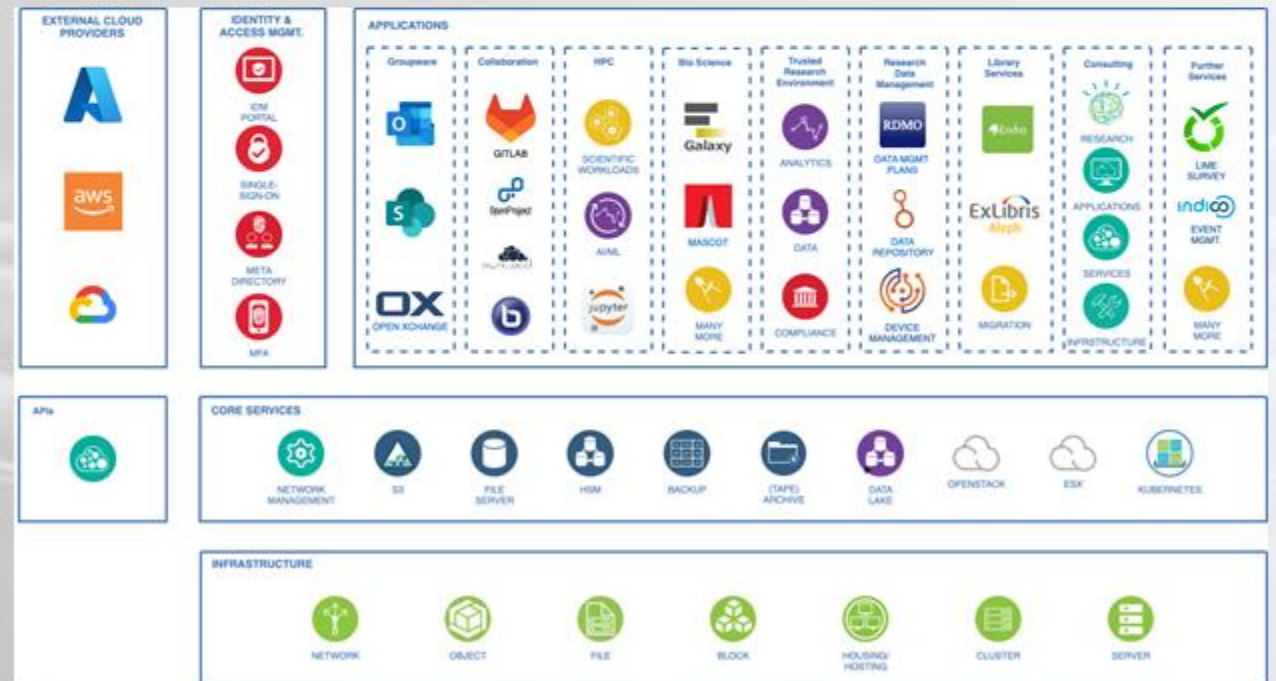 EXTERNAL CLOUD
PROVIDERS
aws
IDENTITY &
ACCESS MGMT.
IDM
PORTAL
SINGLE-
SIGN-ON
META
DIRECTORY
MFA
APPLICATIONS
Groupware
OX
OPEN XCHANGE
Collaboration
GITLAB
OpenProject
HPC
SCIENTIFIC
WORKLOADS
AI/ML
jupyter
Bio Science
Galaxy
MASCOT
MANY
MORE
Trusted
Research
Environment
ANALYTICS
DATA
COMPLIANCE
Research
Data
Management
RDMO
DATA MGMT
PLANS
DATA
REPOSITORY
DEVICE
MANAGEMENT
Library
Services
ExLibris
Aleph
MIGRATION
Consulting
RESEARCH
APPLICATIONS
SERVICES
INFRSTRUCTURE
Further
Services
LIME
SURVEY
indico
EVENT
MGMT.
MANY
MORE
APIs
CORE SERVICES
NETWORK
MANAGEMENT
S3
FILE
SERVER
HSM
BACKUP
(TAPE)
ARCHIVE
DATA
LAKE
OPENSTACK
ESX
KUBERNETES
INFRASTRUCTURE
NETWORK
OBJECT
FILE
BLOCK
HOUSING/
HOSTING
CLUSTER
SERVER